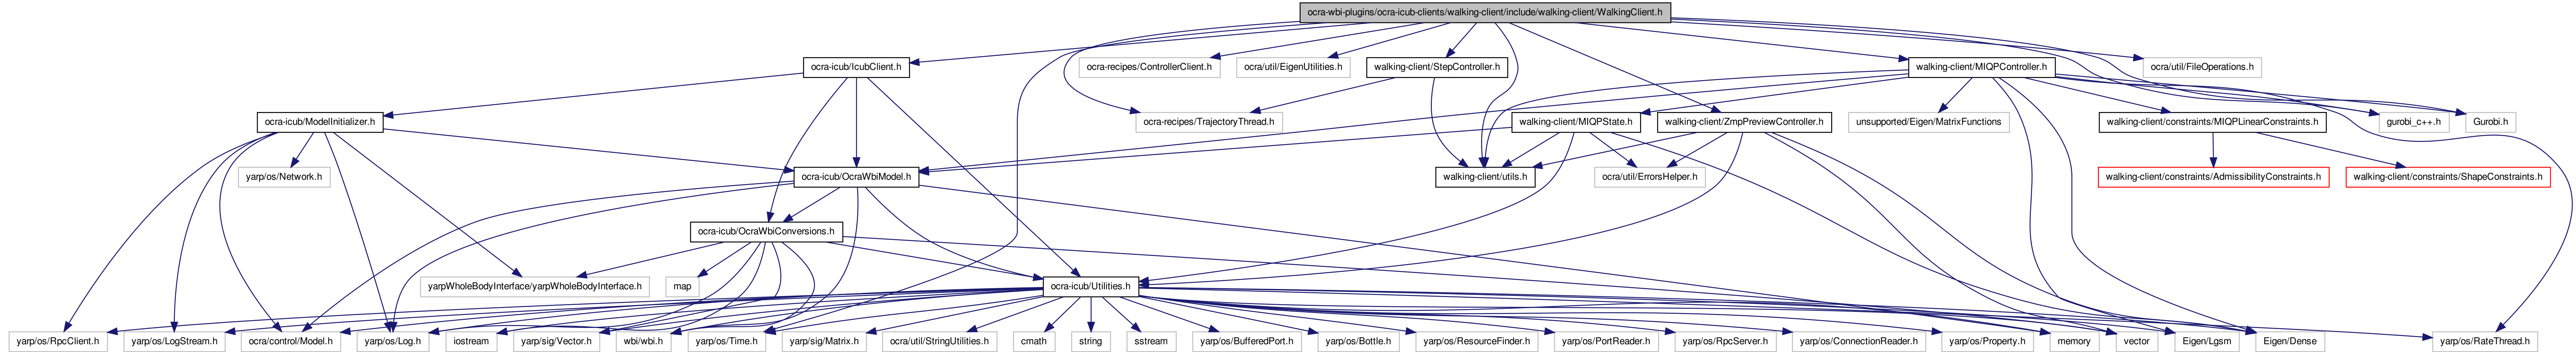 ocra-wbi-plugins/ocra-icub-clients/walking-client/include/walking-client/WalkingClient.h
ocra-icub/IcubClient.h
ocra-recipes/ControllerClient.h
ocra/util/EigenUtilities.h
walking-client/StepController.h
walking-client/MIQPController.h
ocra/util/FileOperations.h
ocra-icub/ModelInitializer.h
ocra-recipes/TrajectoryThread.h
walking-client/MIQPState.h
walking-client/ZmpPreviewController.h
unsupported/Eigen/MatrixFunctions
walking-client/constraints/MIQPLinearConstraints.h
gurobi_c++.h
Gurobi.h
yarp/os/Network.h
ocra-icub/OcraWbiModel.h
walking-client/utils.h
ocra/util/ErrorsHelper.h
walking-client/constraints/AdmissibilityConstraints.h
walking-client/constraints/ShapeConstraints.h
ocra-icub/OcraWbiConversions.h
yarpWholeBodyInterface/yarpWholeBodyInterface.h
map
ocra-icub/Utilities.h
yarp/os/RpcClient.h
yarp/os/LogStream.h
ocra/control/Model.h
yarp/os/Log.h
iostream
yarp/sig/Vector.h
wbi/wbi.h
yarp/os/Time.h
yarp/sig/Matrix.h
ocra/util/StringUtilities.h
cmath
string
sstream
yarp/os/BufferedPort.h
yarp/os/Bottle.h
yarp/os/ResourceFinder.h
yarp/os/PortReader.h
yarp/os/RpcServer.h
yarp/os/ConnectionReader.h
yarp/os/Property.h
memory
vector
Eigen/Lgsm
Eigen/Dense
yarp/os/RateThread.h